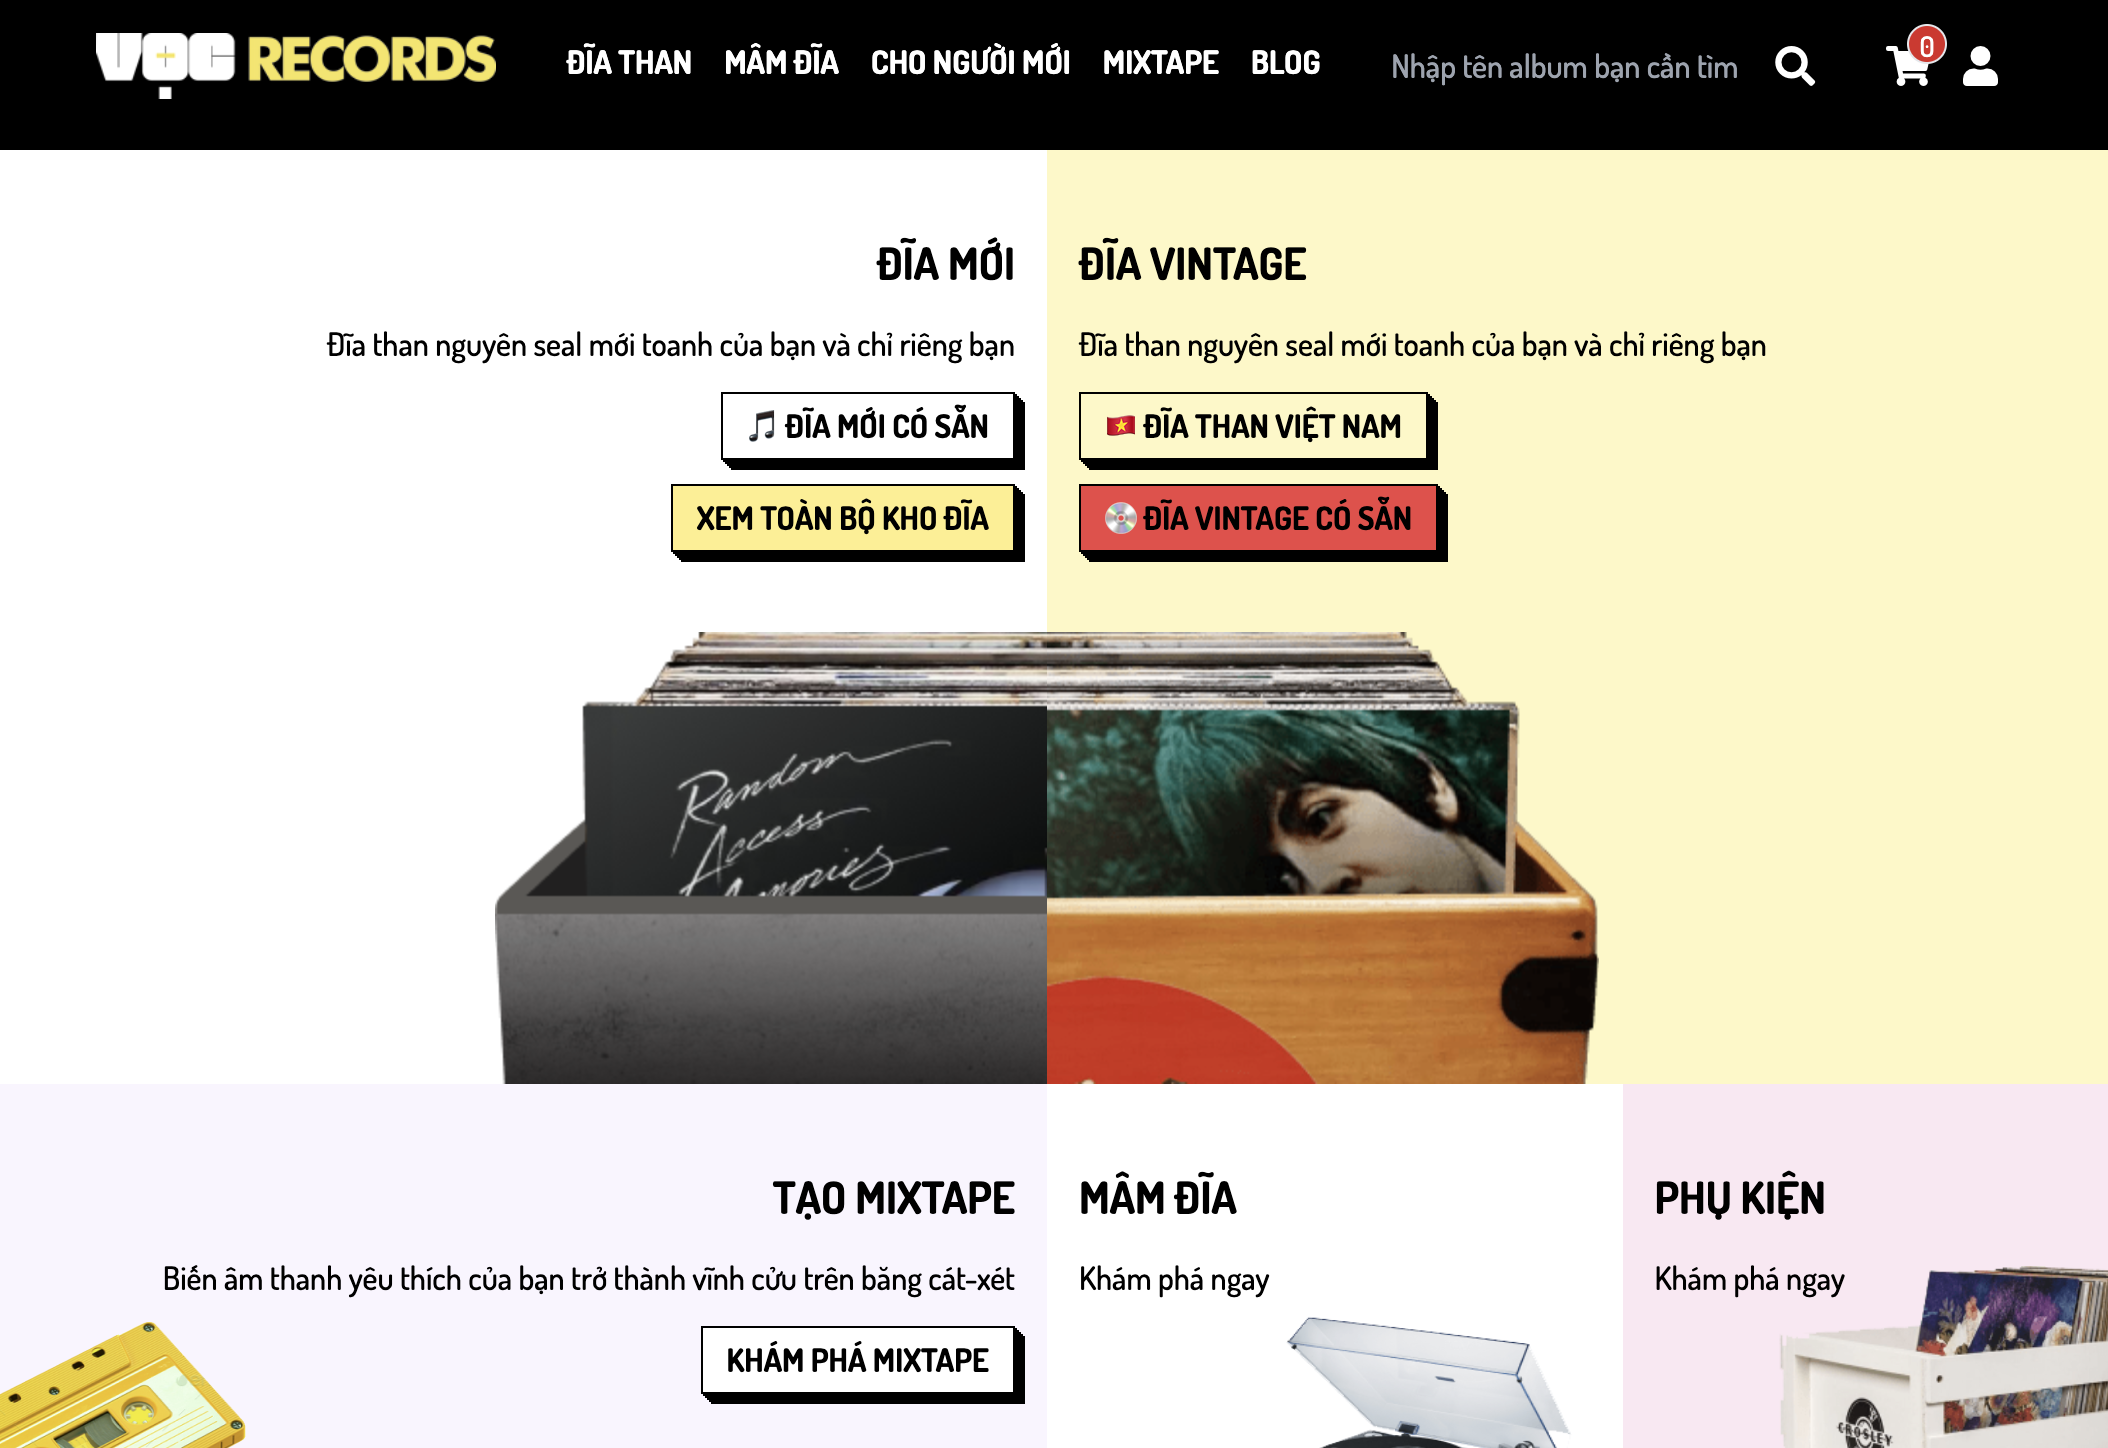 VỌC RECORDS
ĐĨA THAN
MÂM ĐĨA
CHO NGƯỜI MỚI
MIXTAPE
BLOG
Nhập tên album bạn cần tìm
0
ĐĨA MỚI
Đĩa than nguyên seal mới toanh của bạn và chỉ riêng bạn
ĐĨA MỚI CÓ SẴN
XEM TOÀN BỘ KHO ĐĨA
ĐĨA VINTAGE
Đĩa than nguyên seal mới toanh của bạn và chỉ riêng bạn
ĐĨA THAN VIỆT NAM
ĐĨA VINTAGE CÓ SẴN
Random
Access
Memories
TẠO MIXTAPE
Biến âm thanh yêu thích của bạn trở thành vĩnh cửu trên băng cát-xét
KHÁM PHÁ MIXTAPE
MÂM ĐĨA
Khám phá ngay
PHỤ KIỆN
Khám phá ngay
CROSLEY